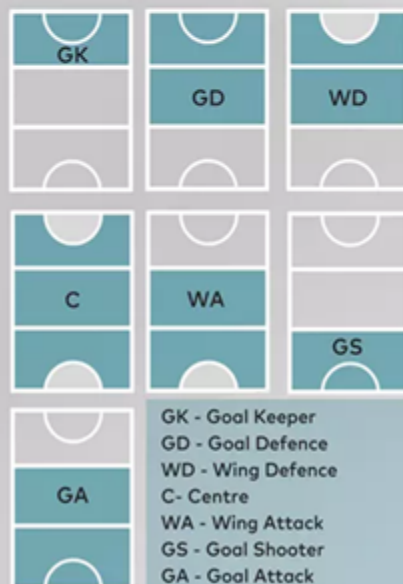 GK
GD
WD
C
WA
GS
GA
GK - Goal Keeper
GD - Goal Defence
WD - Wing Defence
C- Centre
WA - Wing Attack
GS - Goal Shooter
GA - Goal Attack